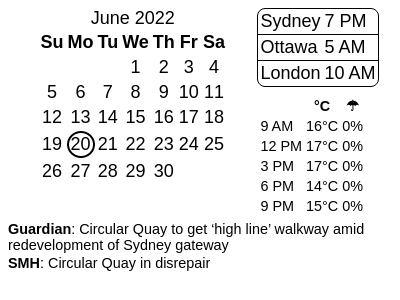 June 2022
Su Mo Tu We Th Fr Sa
1 2 3 4
5 6 7 8 9 10 11
12 13 14 15 16 17 18
19 20 21 22 23 24 25
26 27 28 29 30
Sydney 7 PM
Ottawa 5 AM
London 10 AM
°C ☂
9 AM 16°C 0%
12 PM 17°C 0%
3 PM 17°C 0%
6 PM 14°C 0%
9 PM 15°C 0%
Guardian: Circular Quay to get ‘high line’ walkway amid
redevelopment of Sydney gateway
SMH: Circular Quay in disrepair